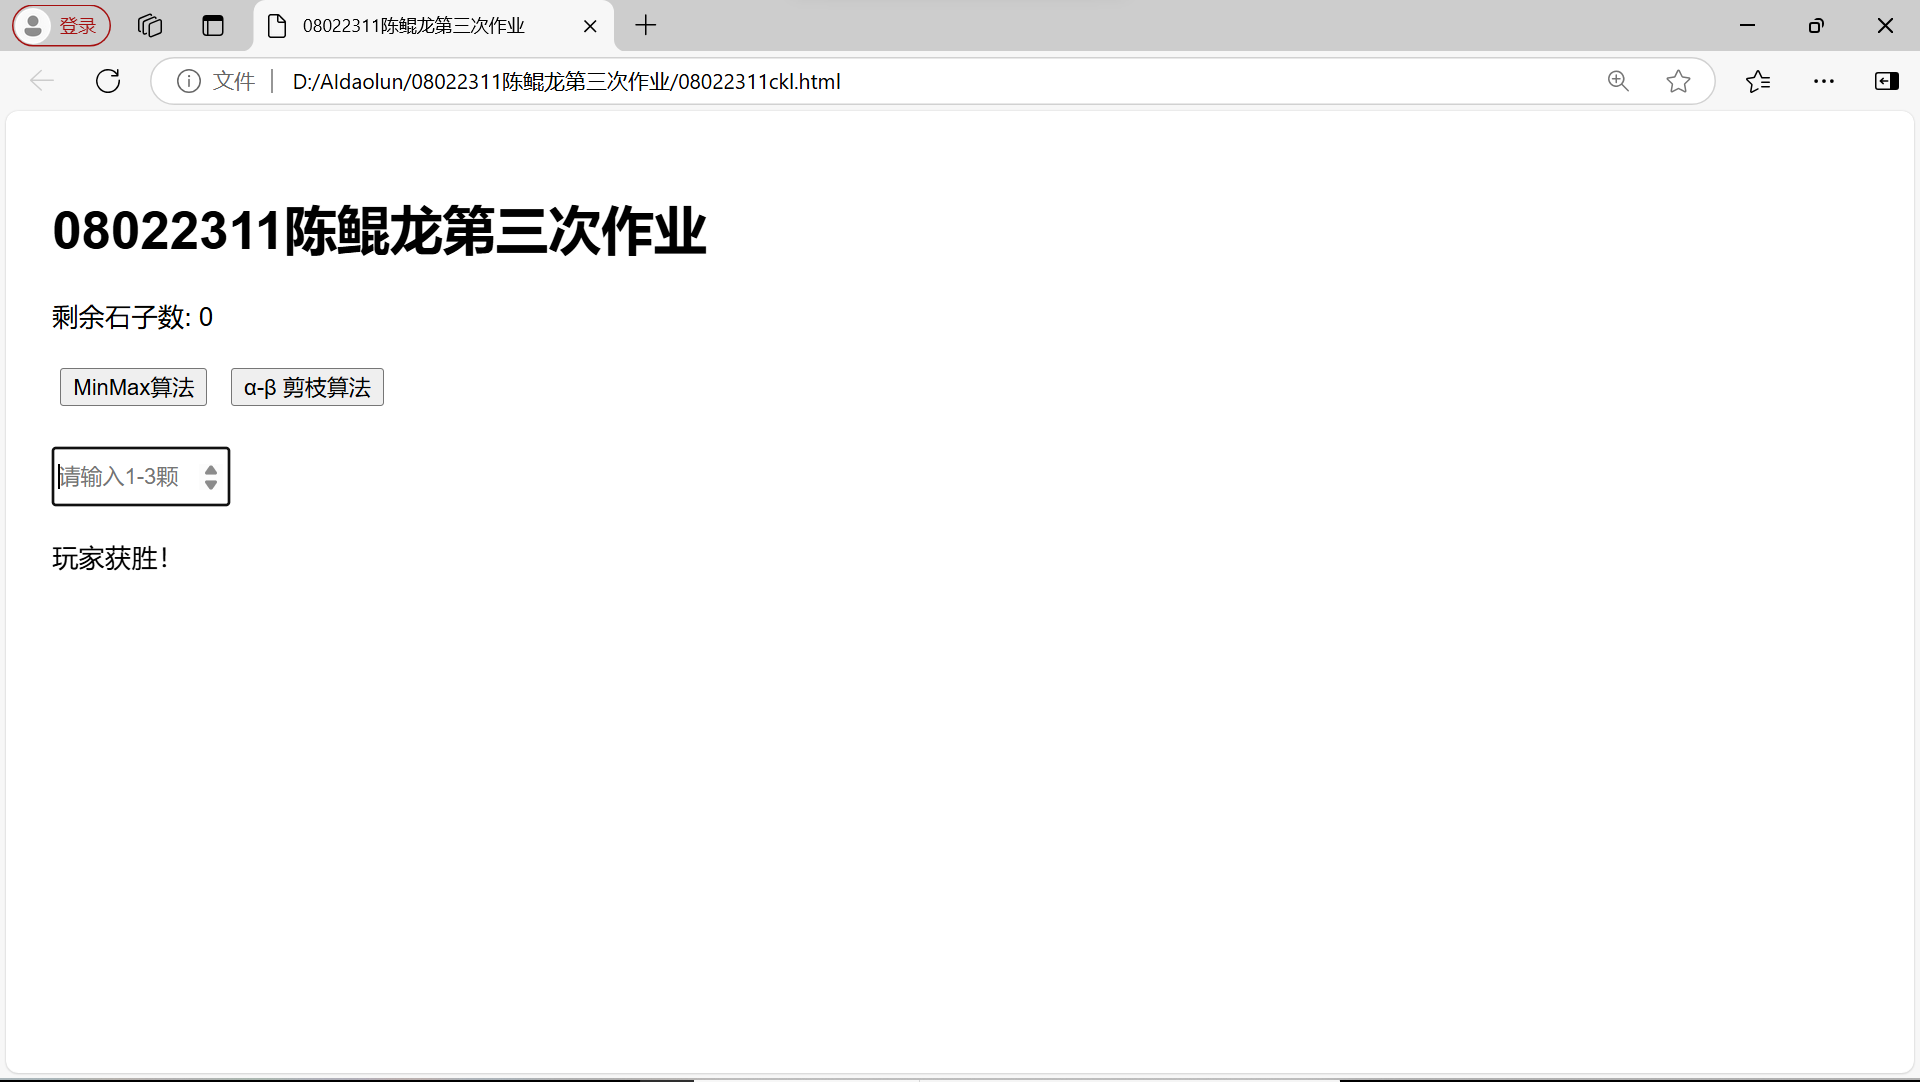 登录
08022311陈鲲龙第三次作业
文件
D:/AIdaolun/08022311陈鲲龙第三次作业/08022311ckl.html
08022311陈鲲龙第三次作业
剩余石子数: 0
MinMax算法
α-β 剪枝算法
请输入1-3颗
玩家获胜！